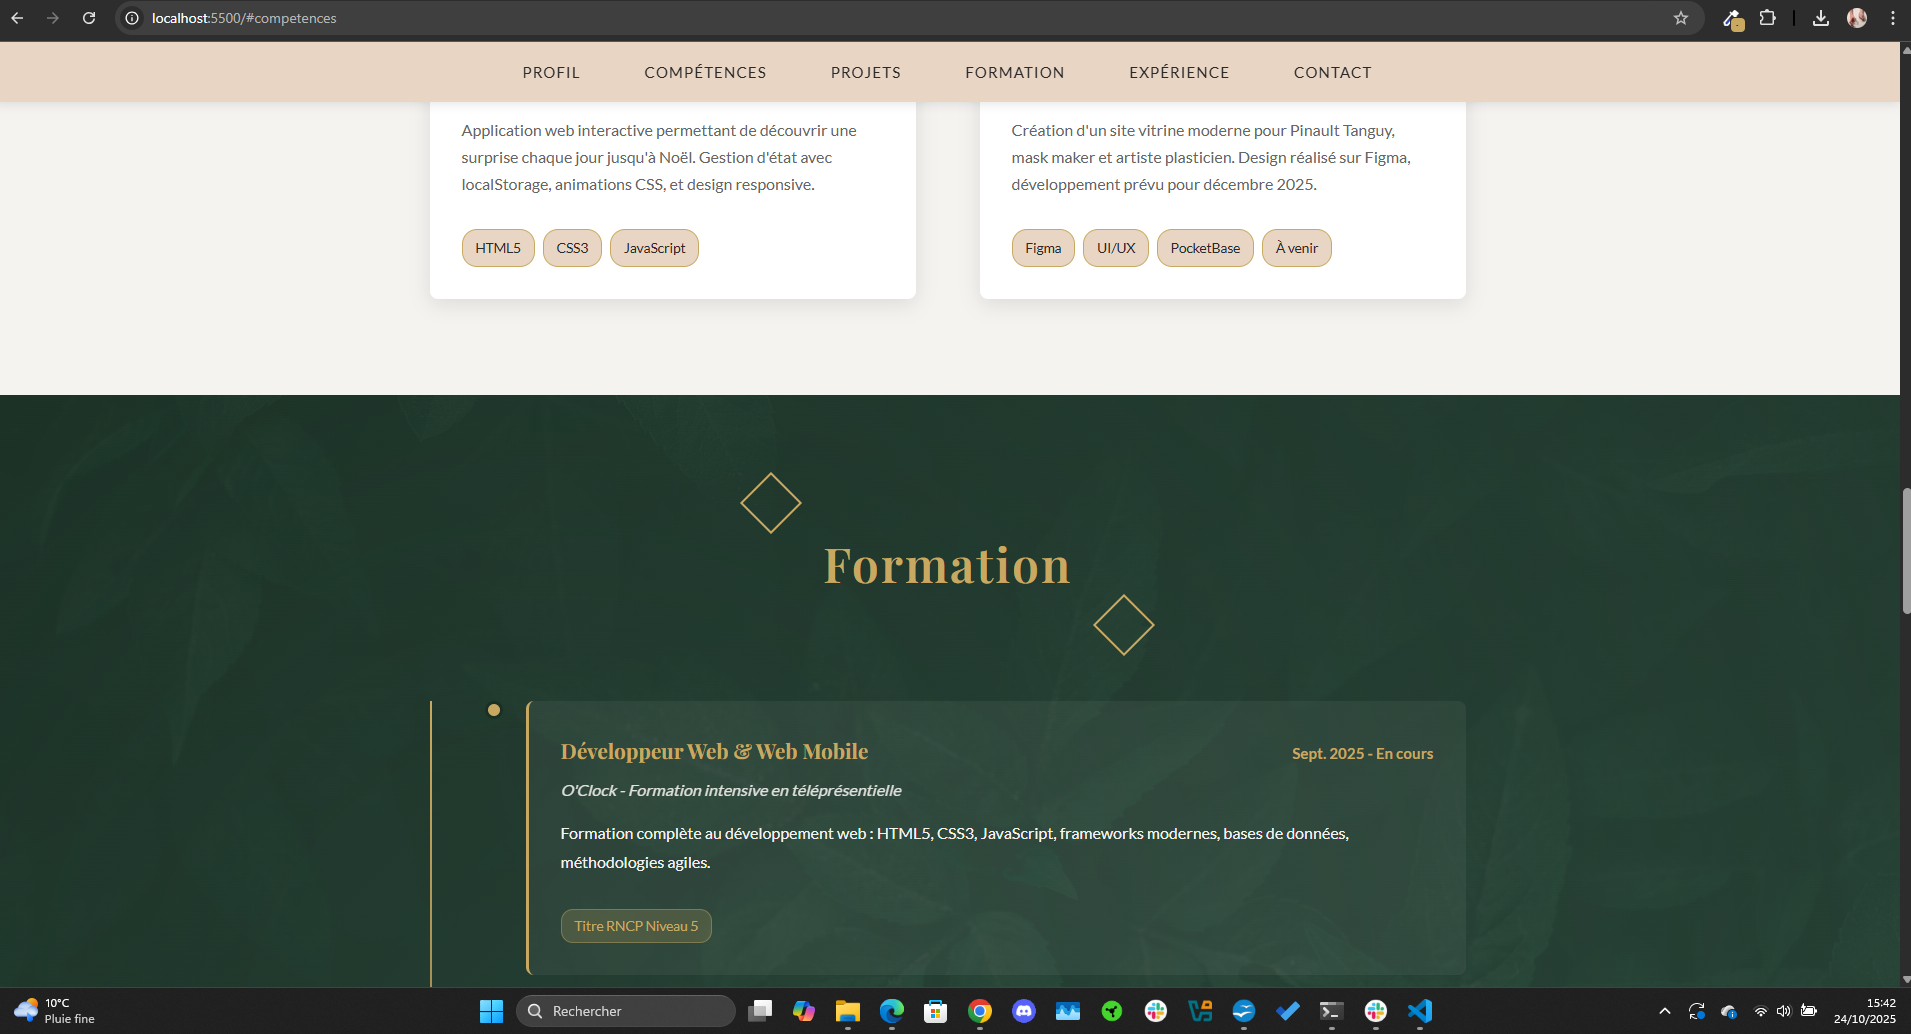 localhost:5500/#competences
PROFIL COMPÉTENCES PROJETS FORMATION EXPÉRIENCE CONTACT
Application web interactive permettant de découvrir une
surprise chaque jour jusqu'à Noël. Gestion d'état avec
localStorage, animations CSS, et design responsive.
HTML5 CSS3 JavaScript
Création d'un site vitrine moderne pour Pinault Tanguy,
mask maker et artiste plasticien. Design réalisé sur Figma,
développement prévu pour décembre 2025.
Figma UI/UX PocketBase À venir
Formation
Développeur Web & Web Mobile
Sept. 2025 - En cours
O'Clock - Formation intensive en téléprésentielle
Formation complète au développement web : HTML5, CSS3, JavaScript, frameworks modernes, bases de données,
méthodologies agiles.
Titre RNCP Niveau 5
10°C
Pluie fine
Rechercher
15:42
24/10/2025